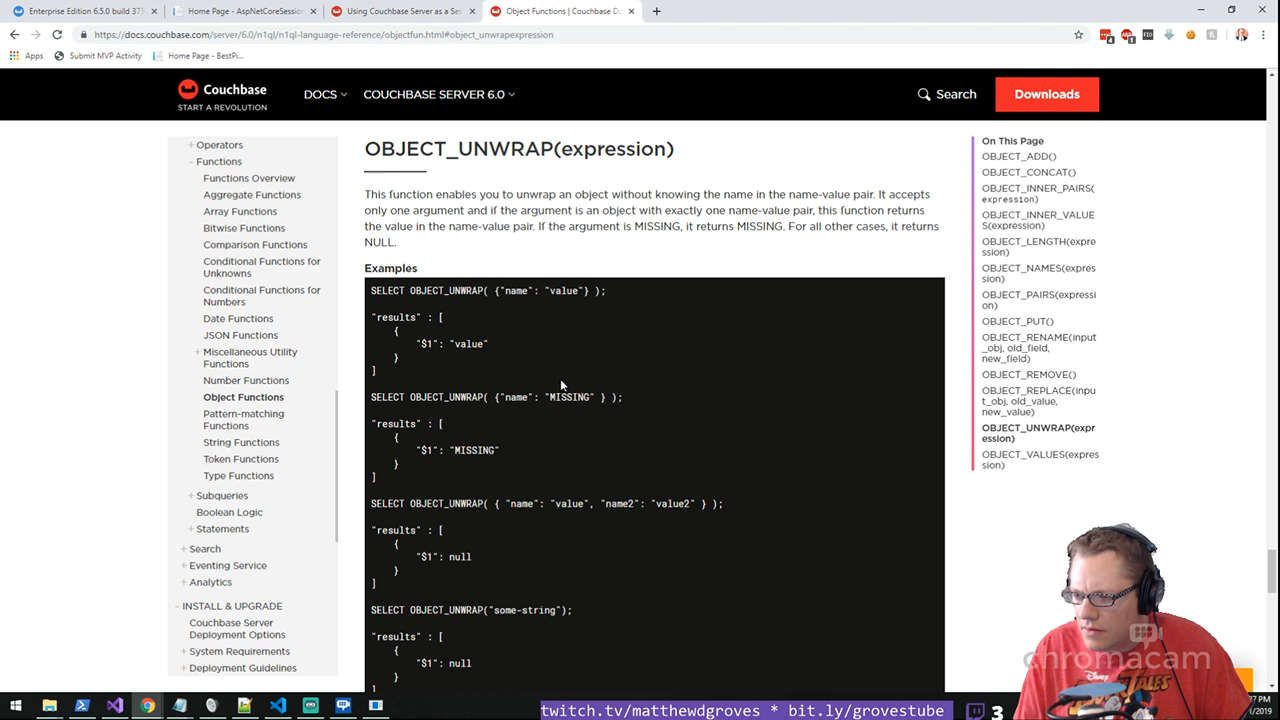 Enterprise Edition 6.5.0 build 375
Home Page - AspNetCoreSession
Using Couchbase Server as a Se
Object Functions | Couchbase Do
https://docs.couchbase.com/server/6.0/n1ql/n1ql-language-reference/objectfun.html#object_unwrapexpression
Apps
Submit MVP Activity
Home Page - BestPi...
Couchbase
START A REVOLUTION
DOCS
COUCHBASE SERVER 6.0
Search
Downloads
Operators
Functions
Functions Overview
Aggregate Functions
Array Functions
Bitwise Functions
Comparison Functions
Conditional Functions for
Unknowns
Conditional Functions for
Numbers
Date Functions
JSON Functions
Miscellaneous Utility
Functions
Number Functions
Object Functions
Pattern-matching
Functions
String Functions
Token Functions
Type Functions
Subqueries
Boolean Logic
Statements
Search
Eventing Service
Analytics
INSTALL & UPGRADE
Couchbase Server
Deployment Options
System Requirements
Deployment Guidelines
OBJECT_UNWRAP(expression)
This function enables you to unwrap an object without knowing the name in the name-value pair. It accepts
only one argument and if the argument is an object with exactly one name-value pair, this function returns
the value in the name-value pair. If the argument is MISSING, it returns MISSING. For all other cases, it returns
NULL.
Examples
SELECT OBJECT_UNWRAP( {"name": "value"} );
"results" : [
{
"$1": "value"
}
]
SELECT OBJECT_UNWRAP( {"name": "MISSING" } );
"results" : [
{
"$1": "MISSING"
}
]
SELECT OBJECT_UNWRAP( { "name": "value", "name2": "value2" } );
"results" : [
{
"$1": null
}
]
SELECT OBJECT_UNWRAP("some-string");
"results" : [
{
"$1": null
}
]
On This Page
OBJECT_ADD()
OBJECT_CONCAT()
OBJECT_INNER_PAIRS(
expression)
OBJECT_INNER_VALUE
S(expression)
OBJECT_LENGTH(expre
ssion)
OBJECT_NAMES(expres
sion)
OBJECT_PAIRS(expressi
on)
OBJECT_PUT()
OBJECT_RENAME(input
_obj, old_field,
new_field)
OBJECT_REMOVE()
OBJECT_REPLACE(inpu
t_obj, old_value,
new_value)
OBJECT_UNWRAP(expr
ession)
OBJECT_VALUES(expres
sion)
chromacam
twitch.tv/matthewdgroves * bit.ly/grovestube
3